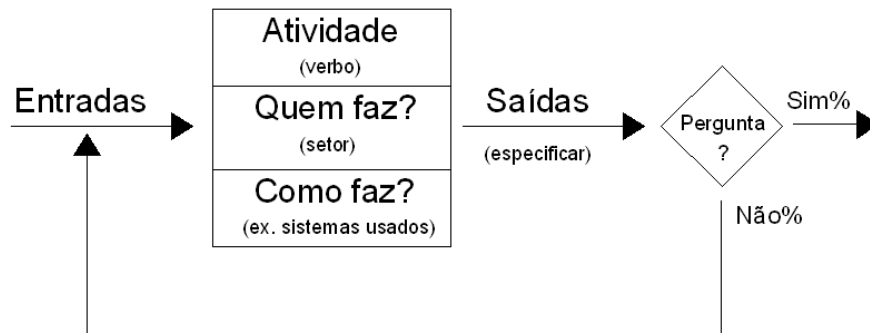 Entradas
Atividade
(verbo)
Quem faz?
(setor)
Como faz?
(ex. sistemas usados)
Saídas
(especificar)
Pergunta
?
Sim%
Não%